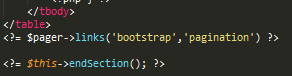 </tbody>
</table>
<?= $pager->links('bootstrap','pagination') ?>
<?= $this->endSection(); ?>